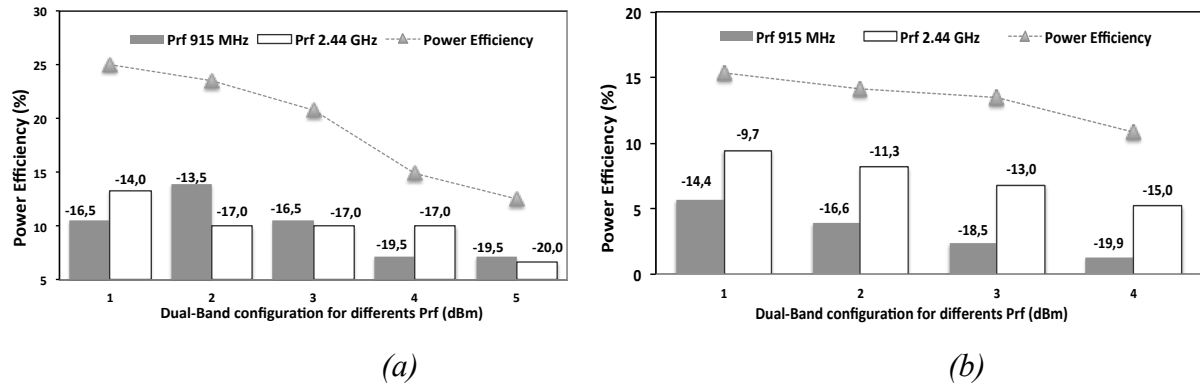 30
Prf 915 MHz Prf 2.44 GHz Power Efficiency
25
20
15
10
5
Power Efficiency (%)
-16,5 -14,0 -13,5 -17,0 -16,5 -17,0 -19,5 -17,0 -19,5 -20,0
1 2 3 4 5
Dual-Band configuration for differents Prf (dBm)
(a)
20
Prf 915 MHz Prf 2.44 GHz Power Efficiency
15
10
5
0
Power Efficiency (%)
-14,4 -9,7 -16,6 -11,3 -18,5 -13,0 -19,9 -15,0
1 2 3 4
Dual-Band configuration for differents Prf (dBm)
(b)